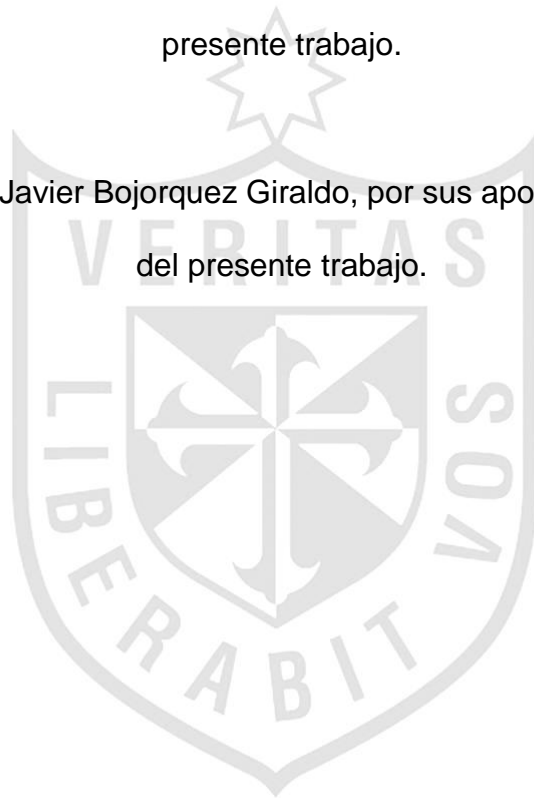 presente trabajo.
Javier Bojorquez Giraldo, por sus apo
del presente trabajo.
VERITAS
LIBERABIT VOS